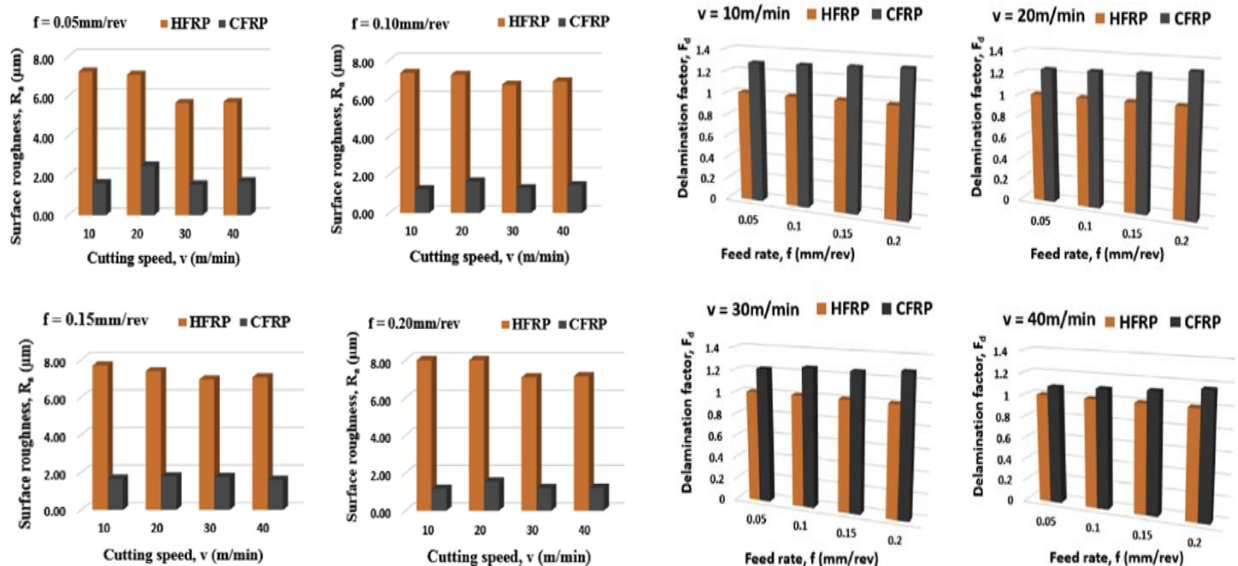 f = 0.05mm/rev HFRP CFRP
Surface roughness, Ra (μm)
8.00
6.00
4.00
2.00
0.00
10 20 30 40
Cutting speed, v (m/min)
f = 0.10mm/rev HFRP CFRP
Surface roughness, Ra (μm)
8.00
6.00
4.00
2.00
0.00
10 20 30 40
Cutting speed, v (m/min)
v = 10m/min HFRP CFRP
Delamination factor, Fd
1.4
1.2
1
0.8
0.6
0.4
0.2
0
0.05 0.1 0.15 0.2
Feed rate, f (mm/rev)
v = 20m/min HFRP CFRP
Delamination factor, Fd
1.4
1.2
1
0.8
0.6
0.4
0.2
0
0.05 0.1 0.15 0.2
Feed rate, f (mm/rev)
f = 0.15mm/rev HFRP CFRP
Surface roughness, Ra (μm)
8.00
6.00
4.00
2.00
0.00
10 20 30 40
Cutting speed, v (m/min)
f = 0.20mm/rev HFRP CFRP
Surface roughness, Ra (μm)
8.00
6.00
4.00
2.00
0.00
10 20 30 40
Cutting speed, v (m/min)
v = 30m/min HFRP CFRP
Delamination factor, Fd
1.4
1.2
1
0.8
0.6
0.4
0.2
0
0.05 0.1 0.15 0.2
Feed rate, f (mm/rev)
v = 40m/min HFRP CFRP
Delamination factor, Fd
1.4
1.2
1
0.8
0.6
0.4
0.2
0
0.05 0.1 0.15 0.2
Feed rate, f (mm/rev)